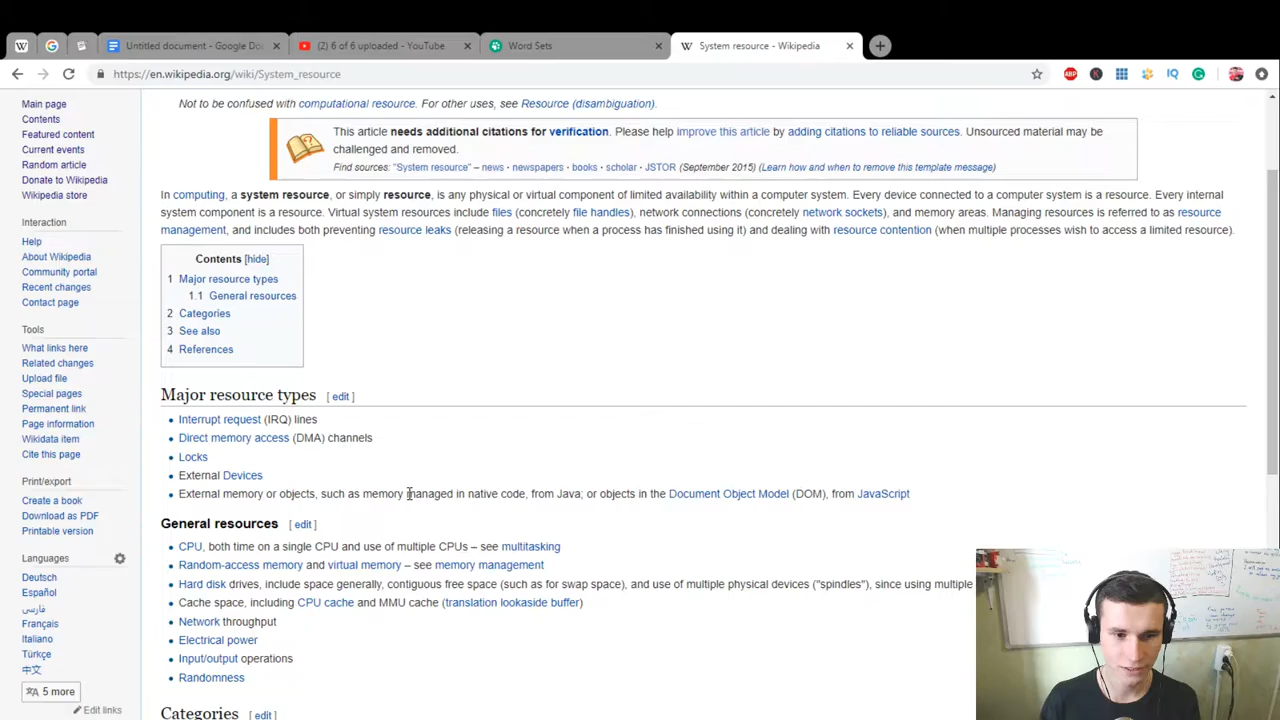 Untitled document - Google Do
(2) 6 of 6 uploaded - YouTube
Word Sets
System resource - Wikipedia
https://en.wikipedia.org/wiki/System_resource
ABP
IQ
Main page
Contents
Featured content
Current events
Random article
Donate to Wikipedia
Wikipedia store
Interaction
Help
About Wikipedia
Community portal
Recent changes
Contact page
Tools
What links here
Related changes
Upload file
Special pages
Permanent link
Page information
Wikidata item
Cite this page
Print/export
Create a book
Download as PDF
Printable version
Languages
Deutsch
Español
فارسی
Français
Italiano
Türkçe
中文
5 more
Edit links
Not to be confused with computational resource. For other uses, see Resource (disambiguation).
This article needs additional citations for verification. Please help improve this article by adding citations to reliable sources. Unsourced material may be
challenged and removed.
Find sources: "System resource" – news · newspapers · books · scholar · JSTOR (September 2015) (Learn how and when to remove this template message)
In computing, a system resource, or simply resource, is any physical or virtual component of limited availability within a computer system. Every device connected to a computer system is a resource. Every internal
system component is a resource. Virtual system resources include files (concretely file handles), network connections (concretely network sockets), and memory areas. Managing resources is referred to as resource
management, and includes both preventing resource leaks (releasing a resource when a process has finished using it) and dealing with resource contention (when multiple processes wish to access a limited resource).
Contents [hide]
1 Major resource types
1.1 General resources
2 Categories
3 See also
4 References
Major resource types [ edit ]
• Interrupt request (IRQ) lines
• Direct memory access (DMA) channels
• Locks
• External Devices
• External memory or objects, such as memory managed in native code, from Java; or objects in the Document Object Model (DOM), from JavaScript
General resources [ edit ]
• CPU, both time on a single CPU and use of multiple CPUs – see multitasking
• Random-access memory and virtual memory – see memory management
• Hard disk drives, include space generally, contiguous free space (such as for swap space), and use of multiple physical devices ("spindles"), since using multiple
• Cache space, including CPU cache and MMU cache (translation lookaside buffer)
• Network throughput
• Electrical power
• Input/output operations
• Randomness
Categories [ edit ]